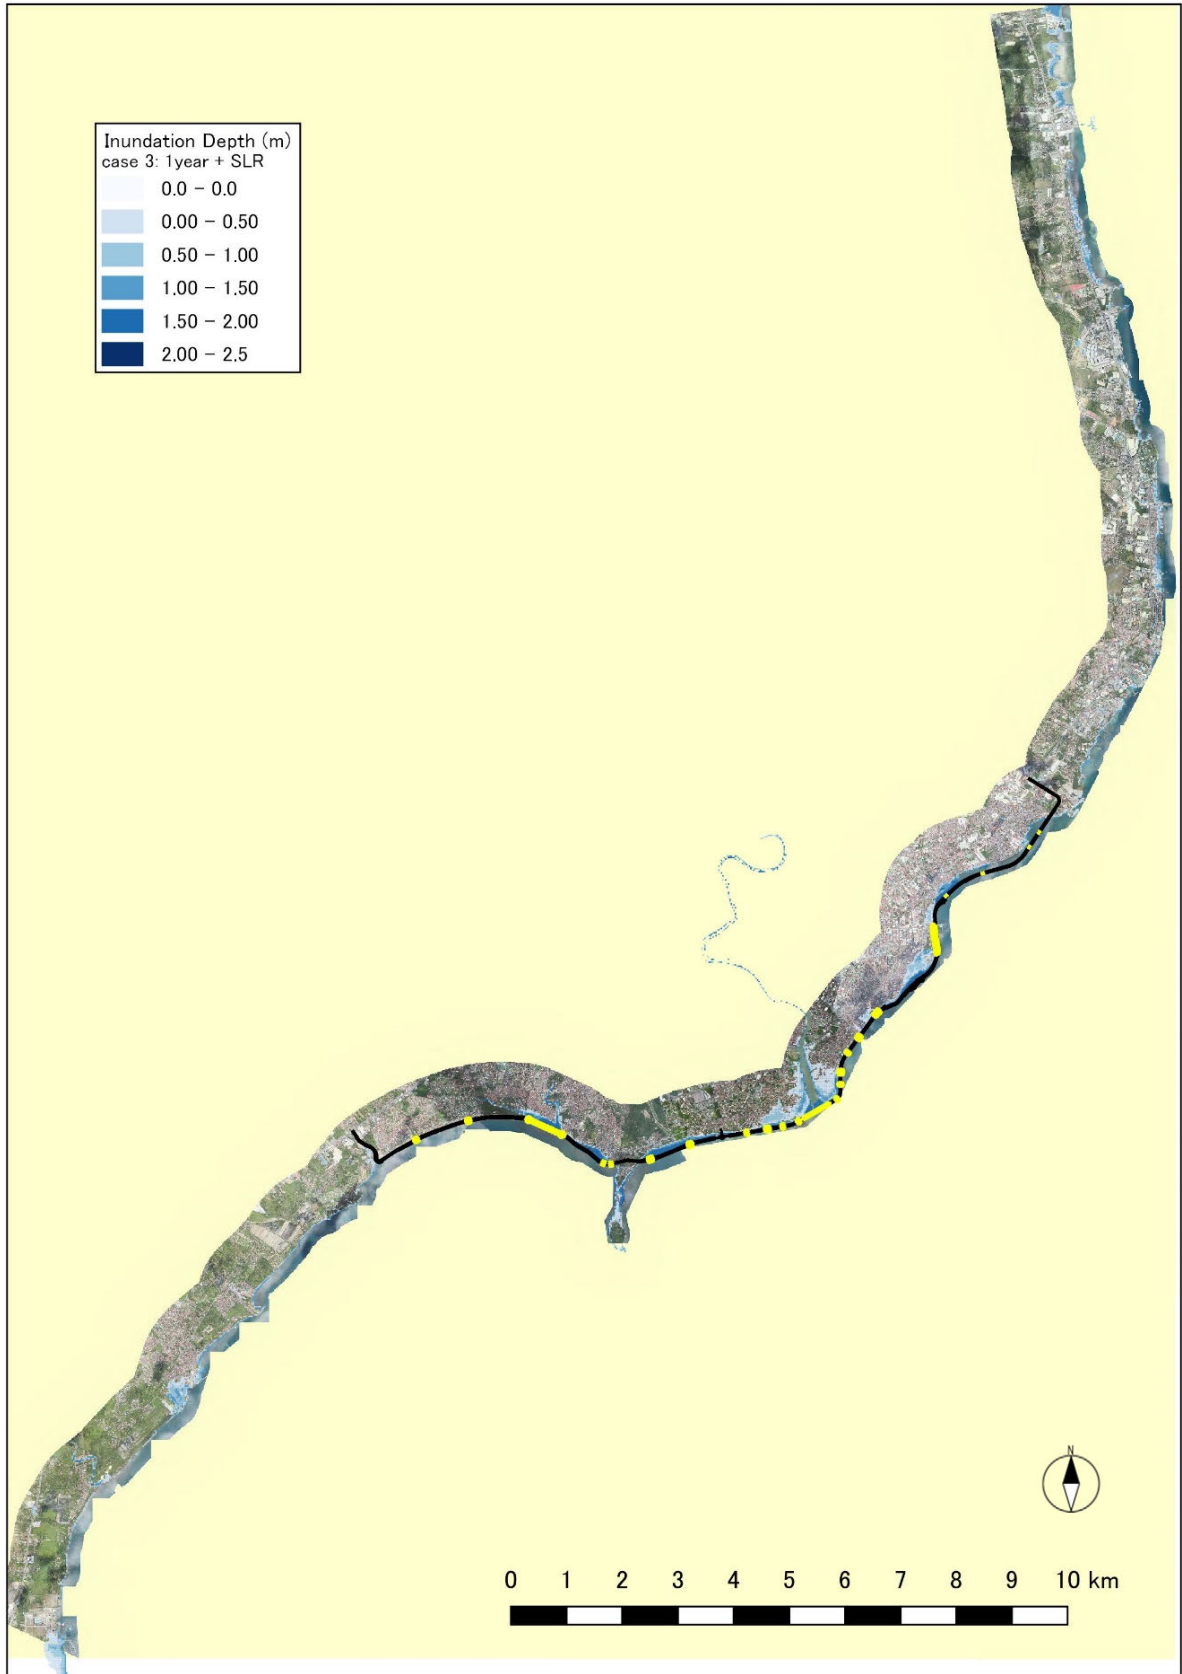 Inundation Depth (m)
case 3: 1year + SLR
0.0 - 0.0
0.00 - 0.50
0.50 - 1.00
1.00 - 1.50
1.50 - 2.00
2.00 - 2.5
N
0 1 2 3 4 5 6 7 8 9 10 km